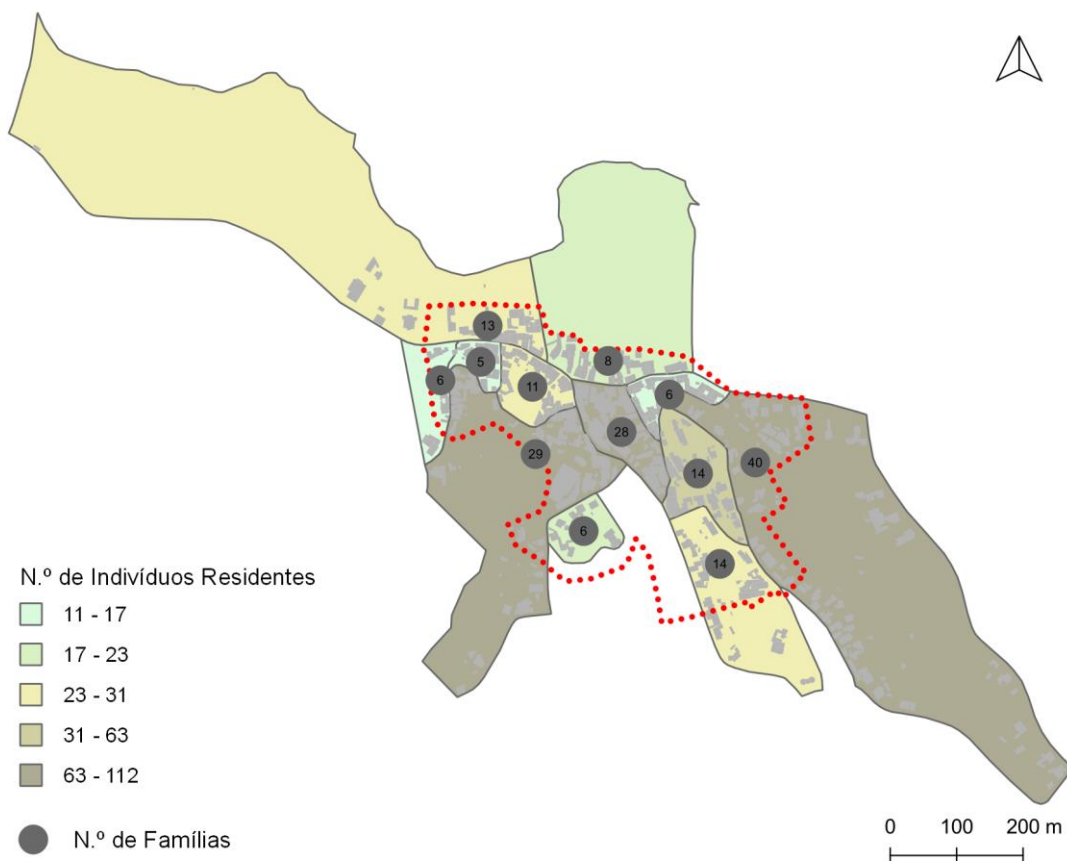 13
5
8
6
11
6
28
29
14
40
6
14
N.º de Indivíduos Residentes
11 - 17
17 - 23
23 - 31
31 - 63
63 - 112
N.º de Famílias
0 100 200 m